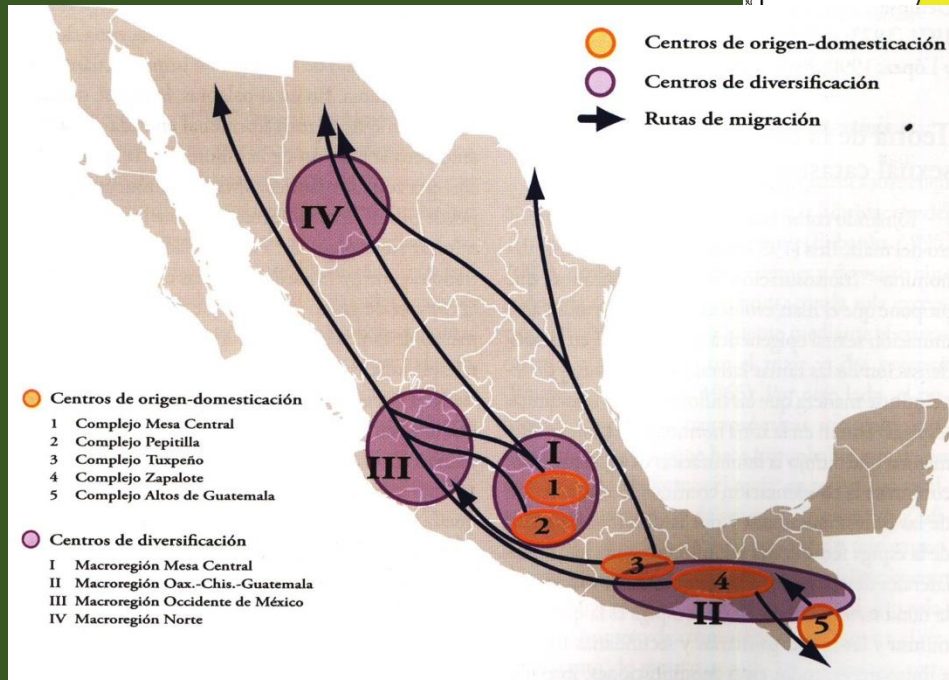 Centros de origen-domesticación
Centros de diversificación
Rutas de migración
IV
III
I
1
2
3
4
II
5
Centros de origen-domesticación
1 Complejo Mesa Central
2 Complejo Pepitilla
3 Complejo Tuxpeño
4 Complejo Zapalote
5 Complejo Altos de Guatemala
Centros de diversificación
I Macroregión Mesa Central
II Macroregión Oax.-Chis.-Guatemala
III Macroregión Occidente de México
IV Macroregión Norte